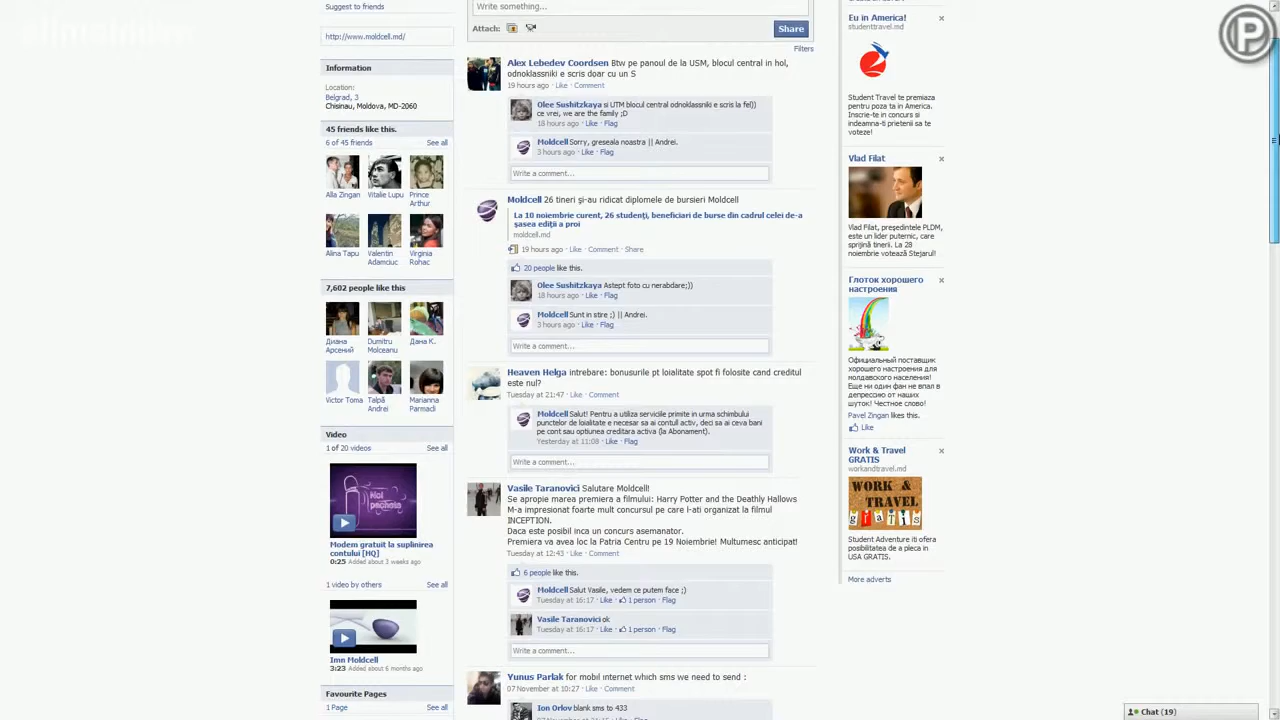 Suggest to friends
http://www.moldcell.md/
Information
Location:
Belgrad, 3
Chisinau, Moldova, MD-2060
45 friends like this.
6 of 45 friends See all
Alla Zingan
Vitalie Lupu
Prince
Arthur
Alina Tapu
Valentin
Adamciuc
Virginia
Rohac
7,602 people like this
Диана
Арсений
Dumitru
Molceanu
Дана К.
Victor Toma
Talpă
Andrei
Marianna
Parmacli
Video
1 of 20 videos See all
Modem gratuit la suplinirea
contului [HQ]
0:25 Added about 3 weeks ago
1 video by others See all
Imn Moldcell
3:23 Added about 6 months ago
Favourite Pages
1 Page See all
Write something...
Attach:
Share
Filters
Alex Lebedev Coordsen Btw pe panoul de la USM, blocul central in hol,
odnoklassniki e scris doar cu un S
19 hours ago · Like · Comment
Olee Sushitzkaya si UTM blocul central odnoklassniki e scris la fel))
ce vrei, we are the family ;D
18 hours ago · Like · Flag
Moldcell Sorry, greseala noastra || Andrei.
3 hours ago · Like · Flag
Write a comment...
Moldcell 26 tineri şi-au ridicat diplomele de bursieri Moldcell
La 10 noiembrie curent, 26 studenţi, beneficiari de burse din cadrul celei de-a
şasea ediţii a proi
moldcell.md
19 hours ago · Like · Comment · Share
20 people like this.
Olee Sushitzkaya Astept foto cu nerabdare;))
18 hours ago · Like · Flag
Moldcell Sunt in stire ;) || Andrei.
3 hours ago · Like · Flag
Write a comment...
Heaven Helga intrebare: bonusurile pt loialitate spot fi folosite cand creditul
este nul?
Tuesday at 21:47 · Like · Comment
Moldcell Salut! Pentru a utiliza serviciile primite in urma schimbului
punctelor de loialitate e necesar sa ai contul activ, deci sa ai ceva bani
pe cont sau optiunea creditara activa (la Abonament).
Yesterday at 11:08 · Like · Flag
Write a comment...
Vasile Taranovici Salutare Moldcell!
Se apropie marea premiera a filmului: Harry Potter and the Deathly Hallows
M-a impresionat foarte mult concursul pe care l-ati organizat la filmul
INCEPTION.
Daca este posibil inca un concurs asemanator.
Premiera va avea loc la Patria Centru pe 19 Noiembrie! Multumesc anticipat!
Tuesday at 12:43 · Like · Comment
6 people like this.
Moldcell Salut Vasile, vedem ce putem face ;)
Tuesday at 16:17 · Like · 1 person · Flag
Vasile Taranovici ok
Tuesday at 16:17 · Like · 1 person · Flag
Write a comment...
Yunus Parlak for mobil internet which sms we need to send :
07 November at 10:27 · Like · Comment
Ion Orlov blank sms to 433
Eu in America!
studenttravel.md
Student Travel te premiaza
pentru poza ta in America.
Inscrie-te in concurs si
indeamna-ti prietenii sa te
voteze!
Vlad Filat
Vlad Filat, preşedintele PLDM,
este un lider puternic, care
sprijină tinerii. La 28
noiembrie votează Stejarul!
Глоток хорошего
настроения
Официальный поставщик
хорошего настроения для
молдавского населения!
Еще ни один фан не впал в
депрессию от наших
шуток! Честное слово!
Pavel Zingan likes this.
Like
Work & Travel
GRATIS
workandtravel.md
WORK &
TRAVEL
gratis
Student Adventure iti ofera
posibilitatea de a pleca in
USA GRATIS.
More adverts
Chat (19)
P